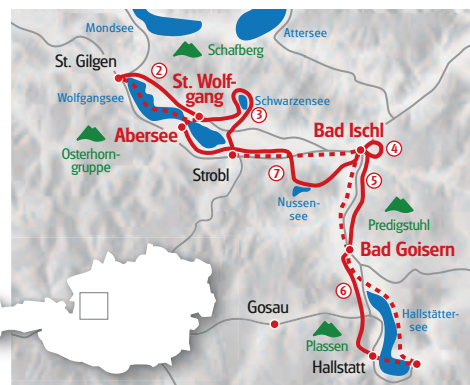 Mondsee
Attersee
Schafberg
St. Gilgen
2
St. Wolf-
gang
Wolfgangsee
3
Schwarzensee
Abersee
Bad Ischl
4
Osterhorn-
gruppe
Strobl
7
5
Nussen-
see
Predigstuhl
Bad Goisern
6
Hallstätter-
see
Gosau
Plassen
Hallstatt